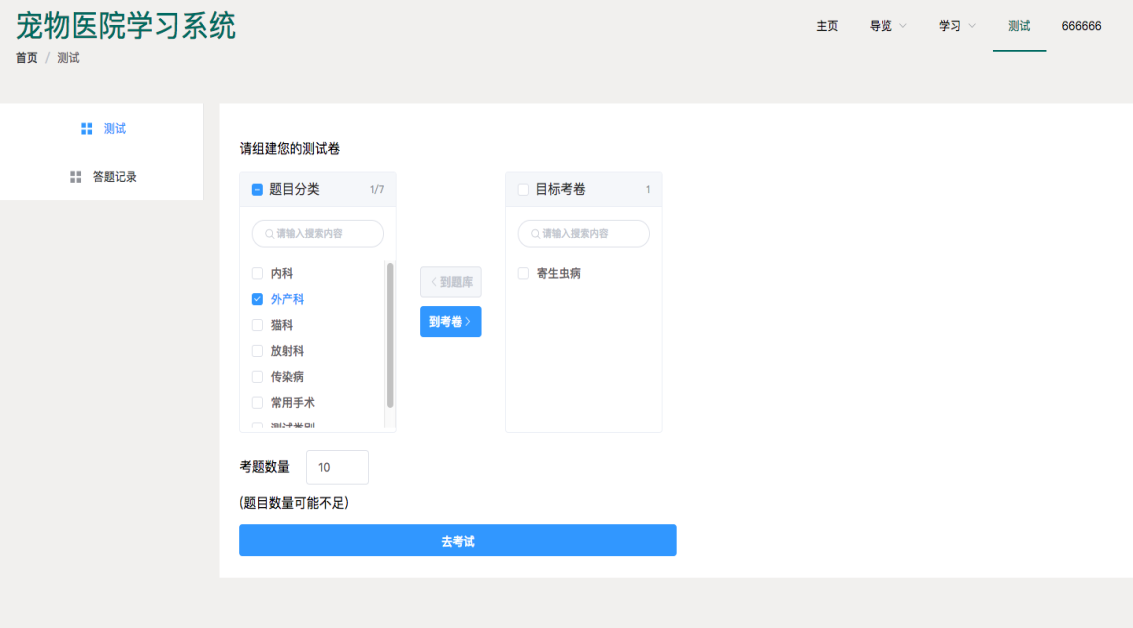 宠物医院学习系统
主页 导览 学习 测试 666666
首页 / 测试
测试
答题记录
请组建您的测试卷
题目分类 1/7
请输入搜索内容
内科
外产科
猫科
放射科
传染病
常用手术
测试类别
到题库
到考卷
目标考卷 1
请输入搜索内容
寄生虫病
考题数量 10
(题目数量可能不足)
去考试